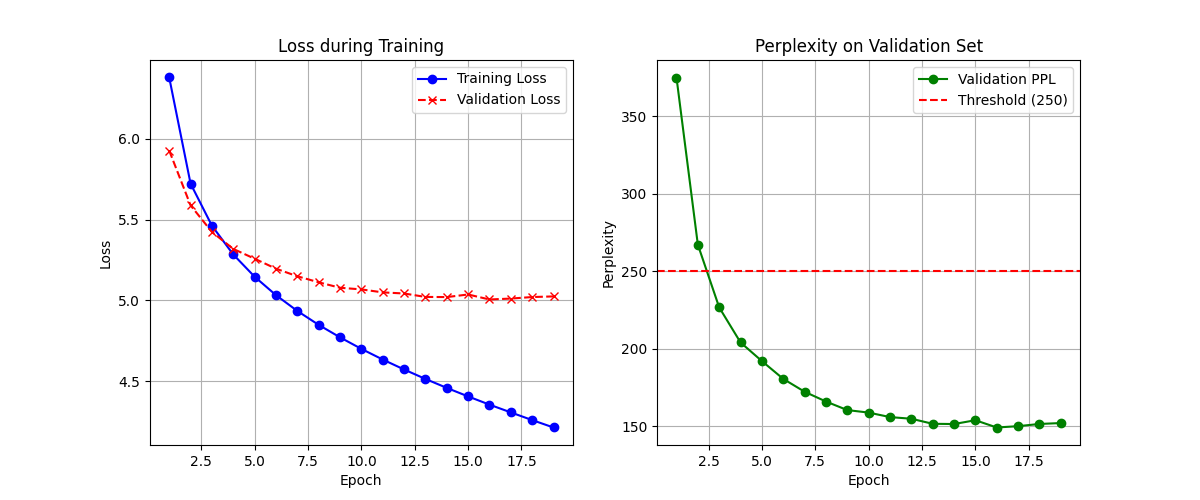 Loss during Training
Training Loss
Validation Loss
6.0
5.5
5.0
4.5
Loss
2.5
5.0
7.5
10.0
12.5
15.0
17.5
Epoch
Perplexity on Validation Set
Validation PPL
Threshold (250)
350
300
250
200
150
Perplexity
2.5
5.0
7.5
10.0
12.5
15.0
17.5
Epoch